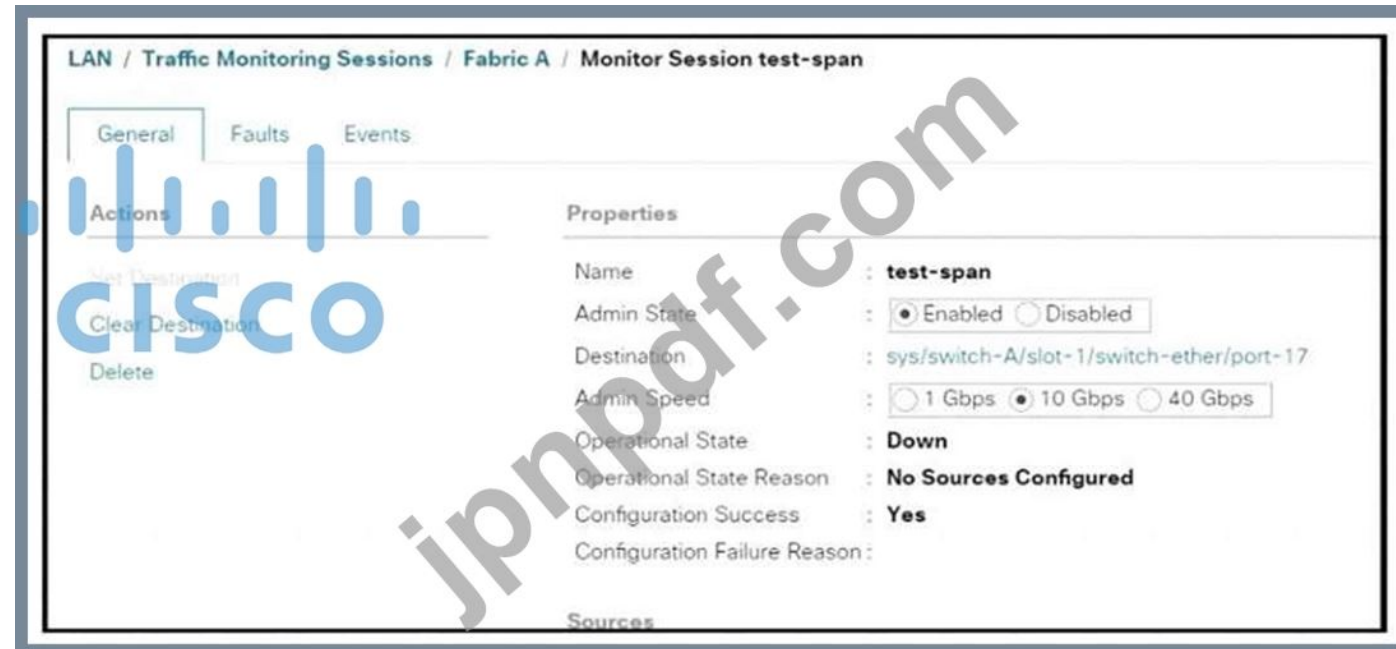 LAN / Traffic Monitoring Sessions / Fabric A / Monitor Session test-span
General Faults Events
Actions
Set Destination
Clear Destination
Delete
CISCO
Properties
Name : test-span
Admin State : Enabled Disabled
Destination : sys/switch-A/slot-1/switch-ether/port-17
Admin Speed : 1 Gbps 10 Gbps 40 Gbps
Operational State : Down
Operational State Reason : No Sources Configured
Configuration Success : Yes
Configuration Failure Reason :
Sources
jpnpdf.com